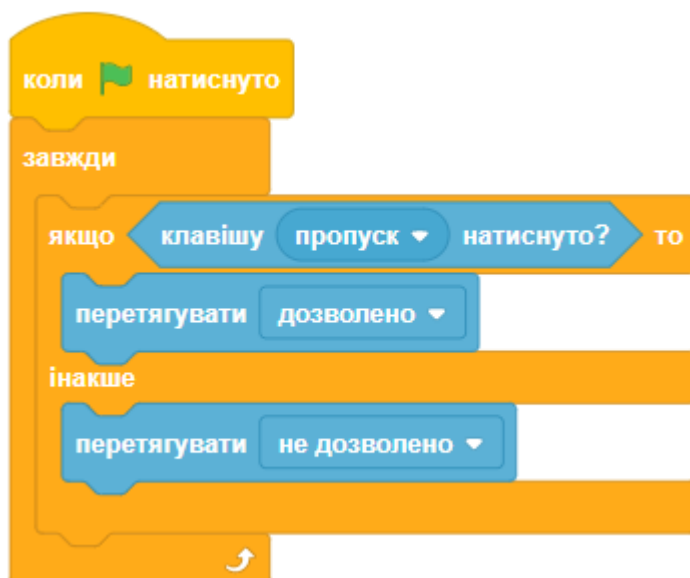 коли натиснуто
завжди
якщо клавішу пропуск натиснуто? то
перетягувати дозволено
інакше
перетягувати не дозволено